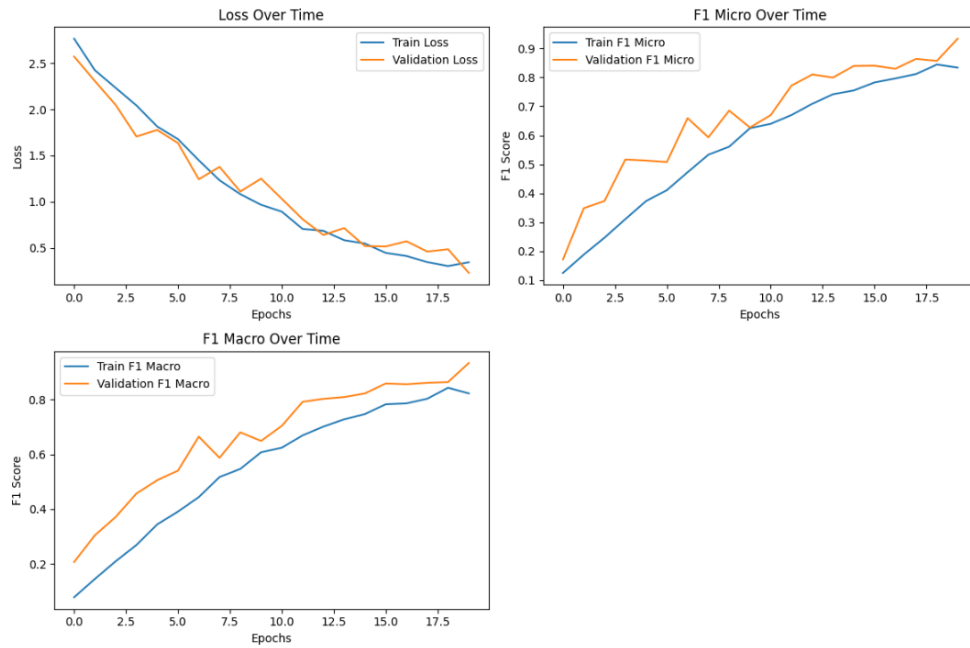 Loss Over Time
Train Loss
Validation Loss
2.5
2.0
1.5
1.0
0.5
Loss
0.0 2.5 5.0 7.5 10.0 12.5 15.0 17.5
Epochs
F1 Micro Over Time
Train F1 Micro
Validation F1 Micro
0.9
0.8
0.7
0.6
0.5
0.4
0.3
0.2
0.1
F1 Score
0.0 2.5 5.0 7.5 10.0 12.5 15.0 17.5
Epochs
F1 Macro Over Time
Train F1 Macro
Validation F1 Macro
0.8
0.6
0.4
0.2
F1 Score
0.0 2.5 5.0 7.5 10.0 12.5 15.0 17.5
Epochs